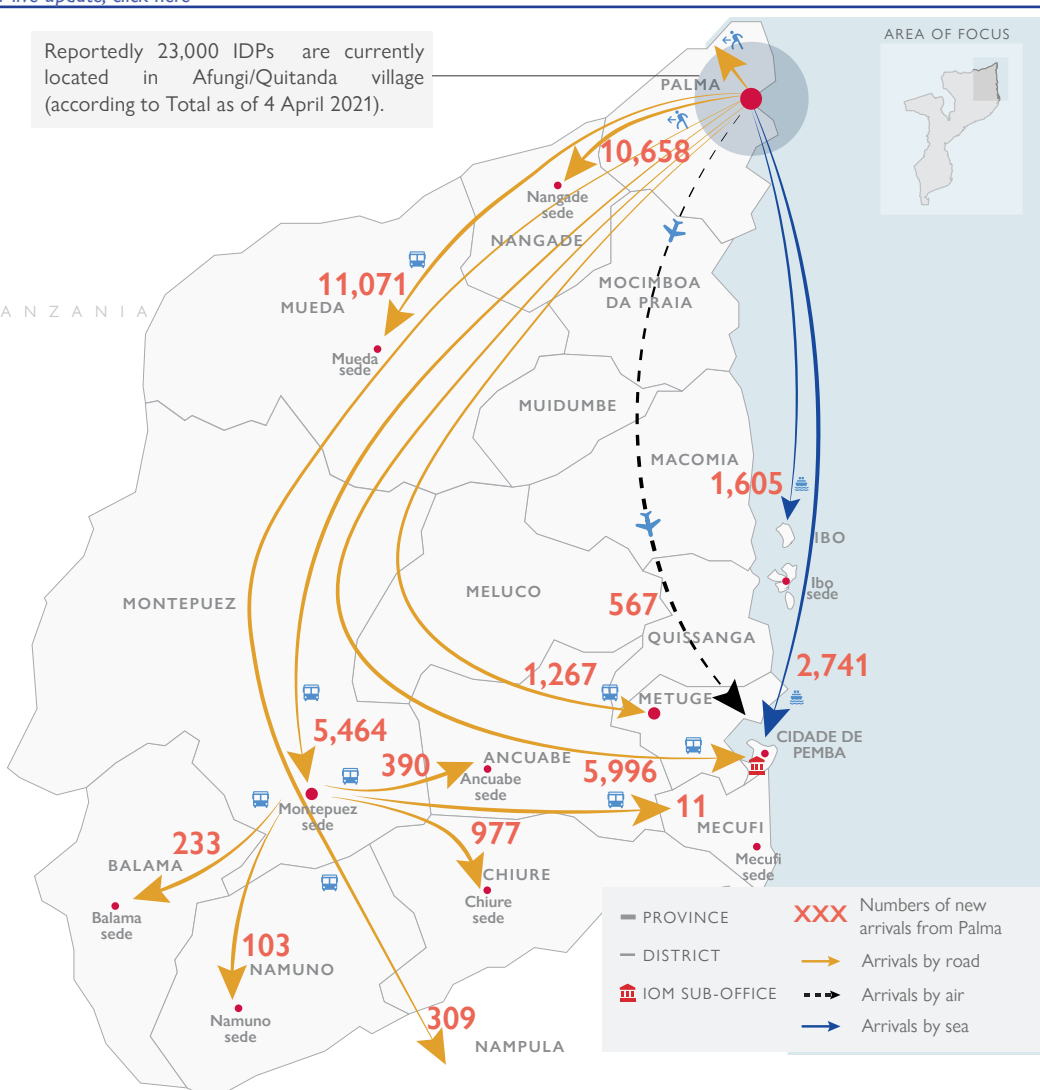 live update, click here
Reportedly 23,000 IDPs are currently
located in Afungi/Quitanda village
(according to Total as of 4 April 2021).
AREA OF FOCUS
PALMA
10,658
Nangade
sede
NANGADE
11,071
MUEDA
MOCIMBOA
DA PRAIA
ANZANIA
Mueda
sede
MUIDUMBE
MACOMIA
1,605
IBO
Ibo
sede
MONTEPUEZ
MELUCO
567
QUISSANGA
2,741
1,267
METUGE
5,464
CIDADE DE
PEMBA
390
ANCUABE
Ancuabe
sede
5,996
11
Montepuez
sede
MECUFI
Mecufi
sede
233
BALAMA
977
CHIURE
Chiure
sede
Balama
sede
103
NAMUNO
Namuno
sede
309
NAMPULA
PROVINCE
DISTRICT
IOM SUB-OFFICE
XXX Numbers of new
arrivals from Palma
Arrivals by road
Arrivals by air
Arrivals by sea